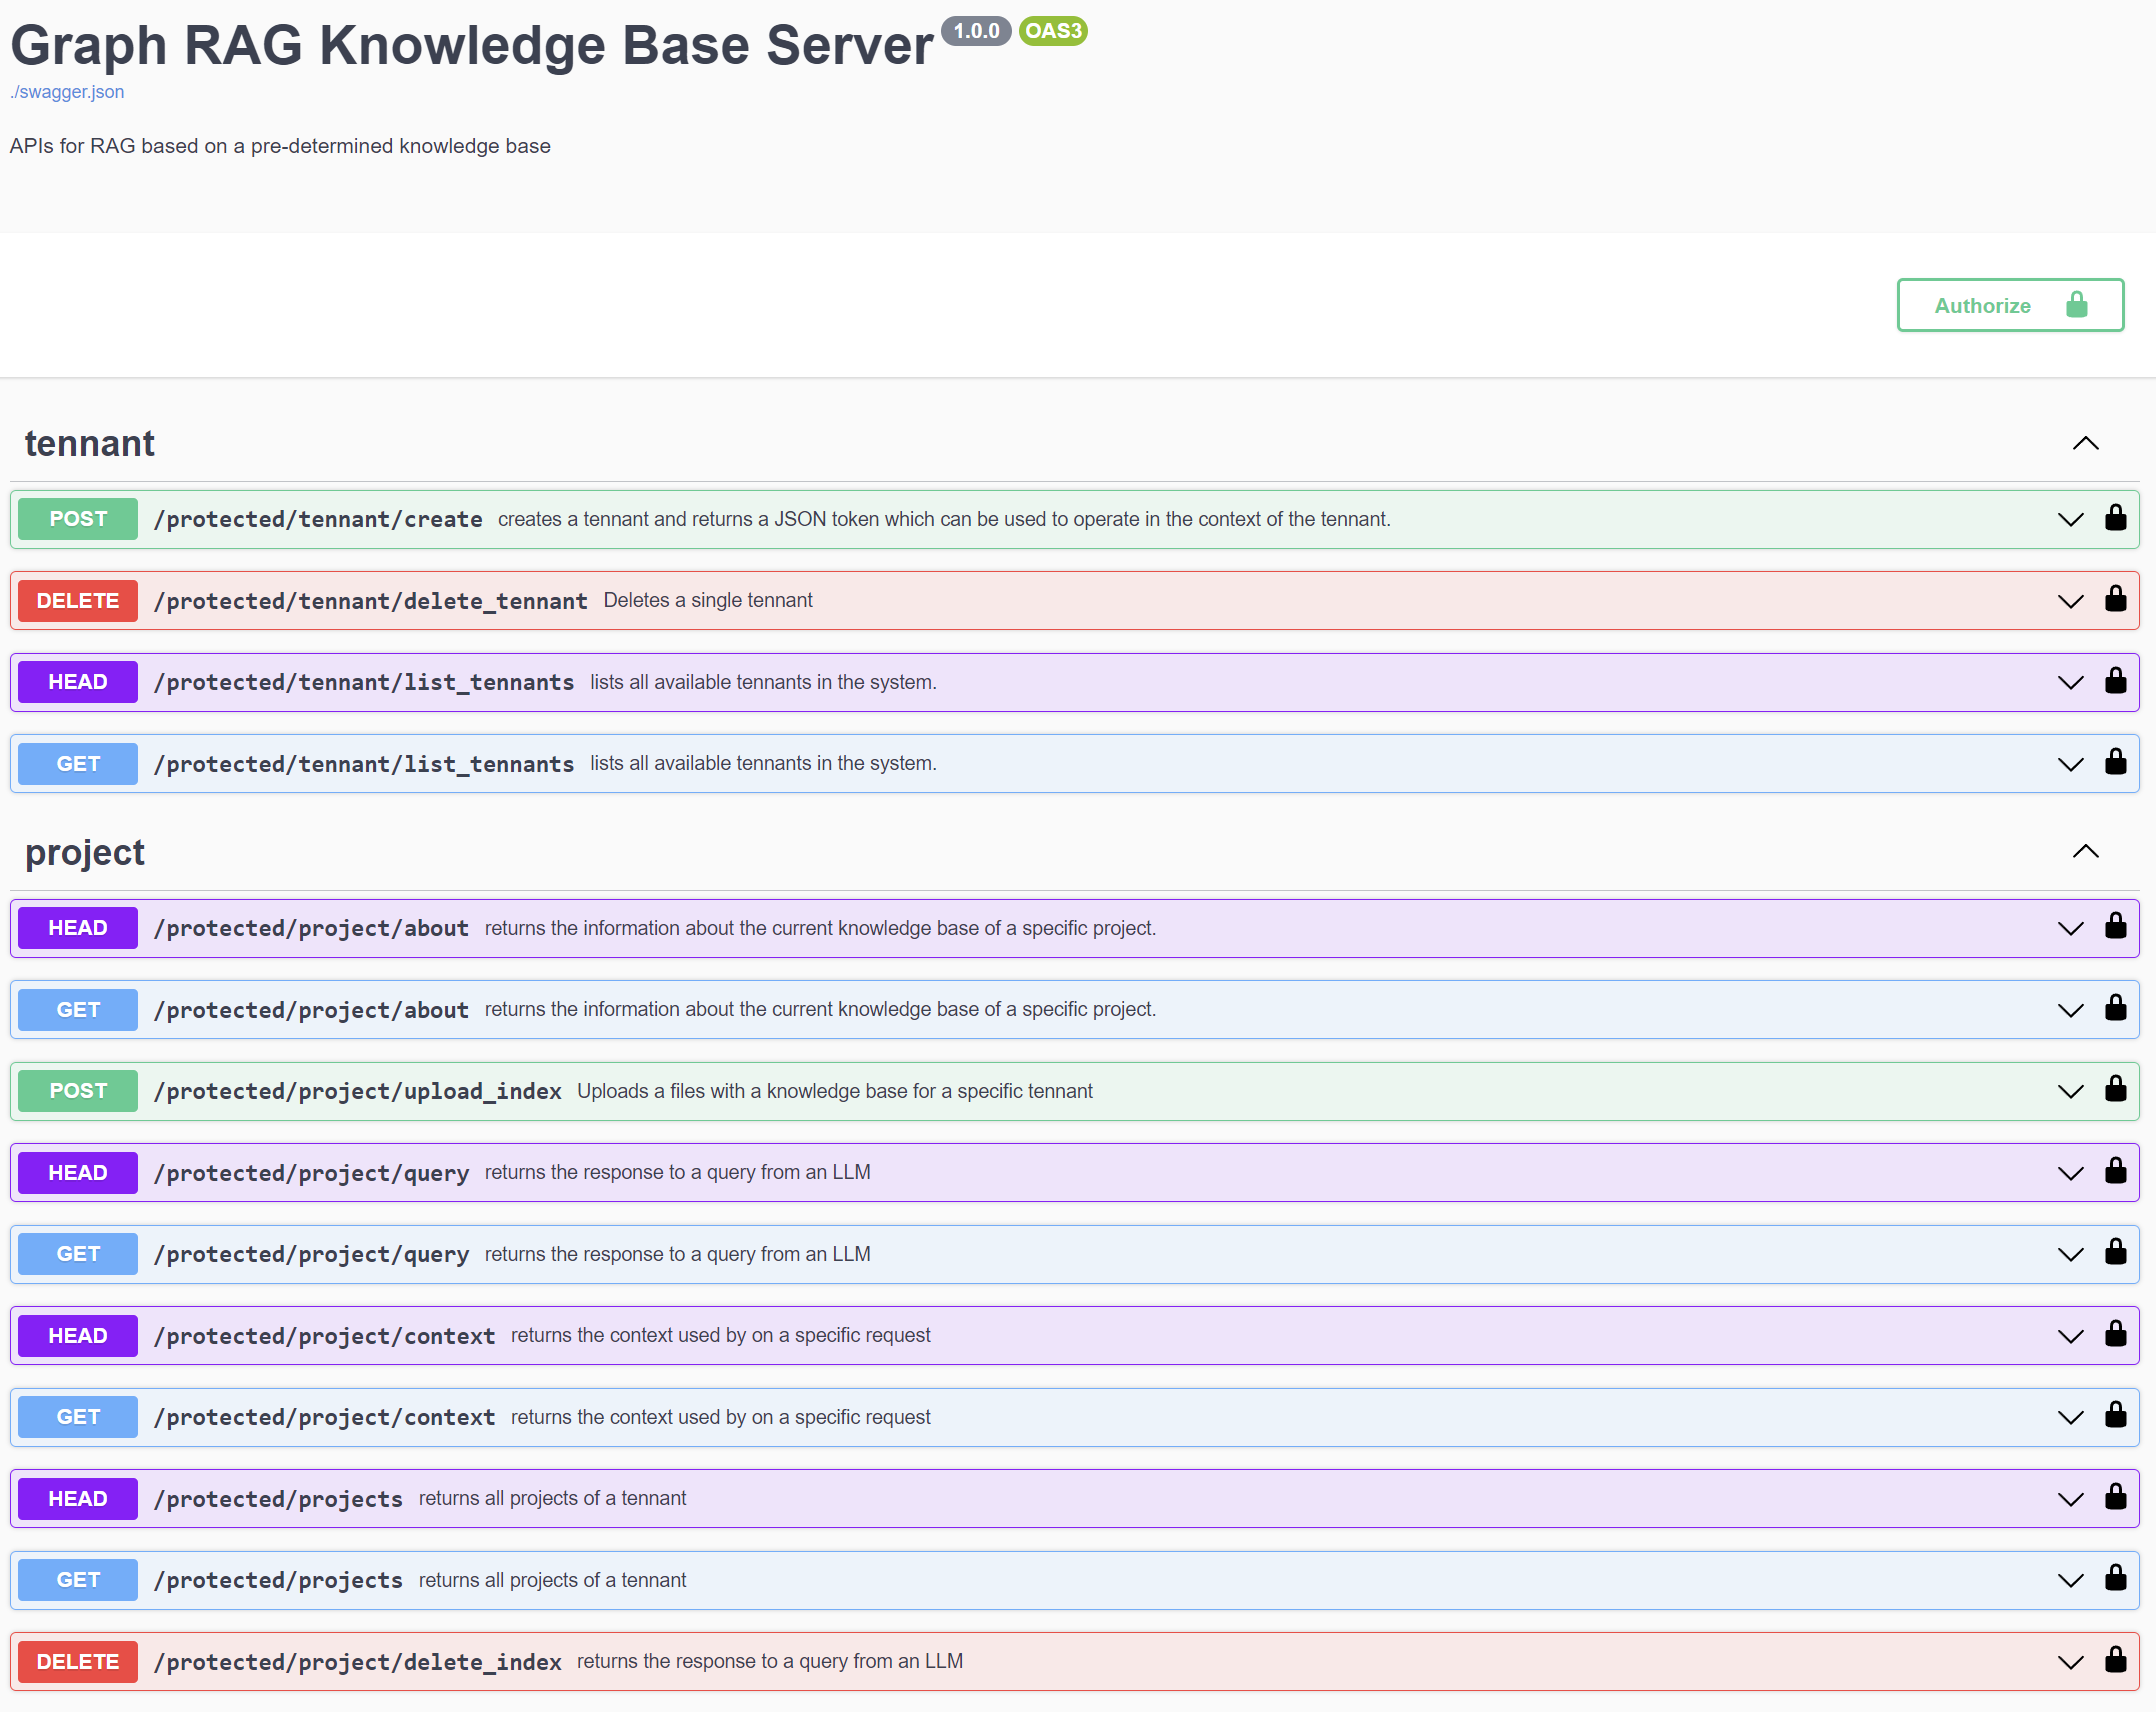 Graph RAG Knowledge Base Server 1.0.0 OAS3
./swagger.json
APIs for RAG based on a pre-determined knowledge base
Authorize
tennant
POST /protected/tennant/create creates a tennant and returns a JSON token which can be used to operate in the context of the tennant.
DELETE /protected/tennant/delete_tennant Deletes a single tennant
HEAD /protected/tennant/list_tennants lists all available tennants in the system.
GET /protected/tennant/list_tennants lists all available tennants in the system.
project
HEAD /protected/project/about returns the information about the current knowledge base of a specific project.
GET /protected/project/about returns the information about the current knowledge base of a specific project.
POST /protected/project/upload_index Uploads a files with a knowledge base for a specific tennant
HEAD /protected/project/query returns the response to a query from an LLM
GET /protected/project/query returns the response to a query from an LLM
HEAD /protected/project/context returns the context used by on a specific request
GET /protected/project/context returns the context used by on a specific request
HEAD /protected/projects returns all projects of a tennant
GET /protected/projects returns all projects of a tennant
DELETE /protected/project/delete_index returns the response to a query from an LLM